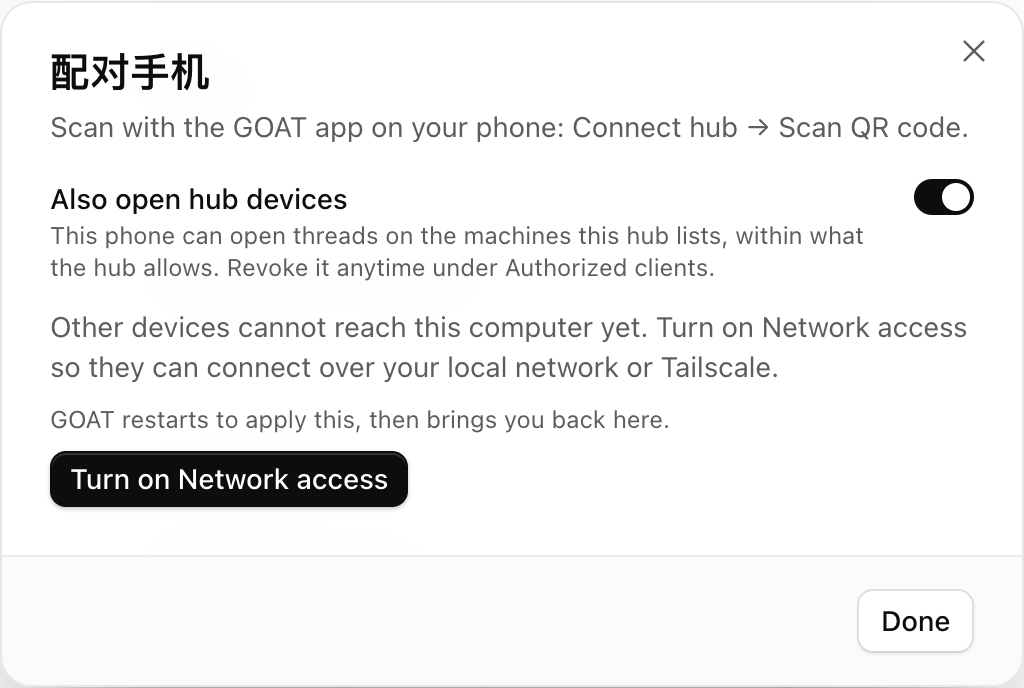 配对手机
Scan with the GOAT app on your phone: Connect hub → Scan QR code.
Also open hub devices
This phone can open threads on the machines this hub lists, within what
the hub allows. Revoke it anytime under Authorized clients.
Other devices cannot reach this computer yet. Turn on Network access
so they can connect over your local network or Tailscale.
GOAT restarts to apply this, then brings you back here.
Turn on Network access
Done